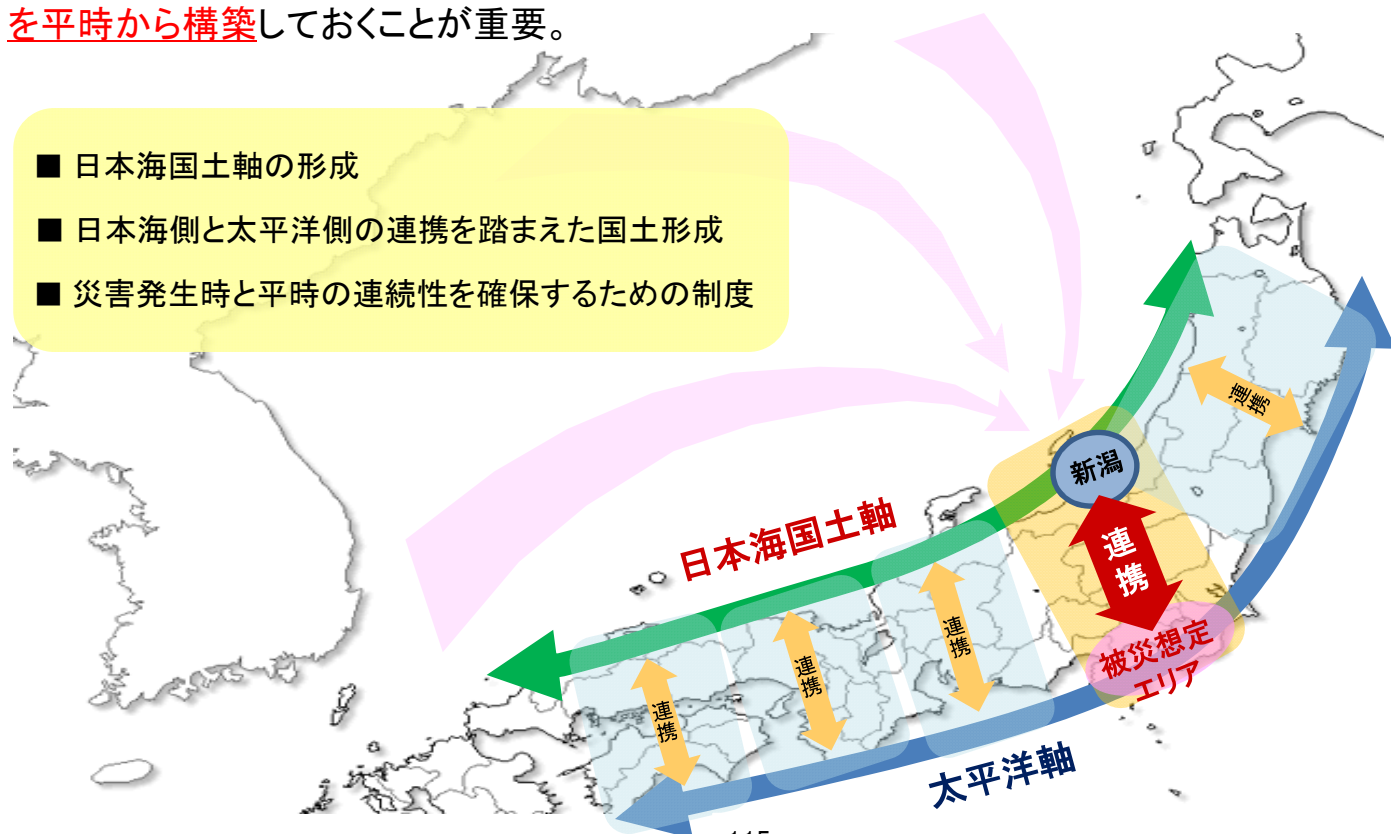 を平時から構築しておくことが重要。
■ 日本海国土軸の形成
■ 日本海側と太平洋側の連携を踏まえた国土形成
■ 災害発生時と平時の連続性を確保するための制度
連携
新潟
日本海国土軸
連携
連携
連携
連携
被災想定
エリア
太平洋軸